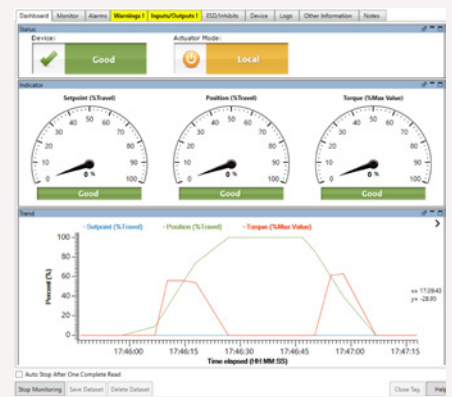 Dashboard Monitor Alarms Warnings ! Inputs/Outputs ! ESD/Inhibits Device Logs Other Information Notes
Status
Device: Actuator Mode:
Good Local
Indicator
Setpoint (%Travel) Position (%Travel) Torque (%Max Value)
0 10 20 30 40 50 60 70 80 90 100 0 10 20 30 40 50 60 70 80 90 100 0 10 20 30 40 50 60 70 80 90 100
0 % 0 % 0 %
Good Good Good
Trend
- Setpoint (%Travel) - Position (%Travel) - Torque (%Max Value)
100
80
60
40
20
0
Percent (%)
x= 17:39:43
y= -28.95
17:46:00 17:46:15 17:46:30 17:46:45 17:47:00 17:47:15
Time elapsed (HH:MM:SS)
Auto Stop After One Complete Read
Stop Monitoring Save Dataset Delete Dataset Close Tag Help